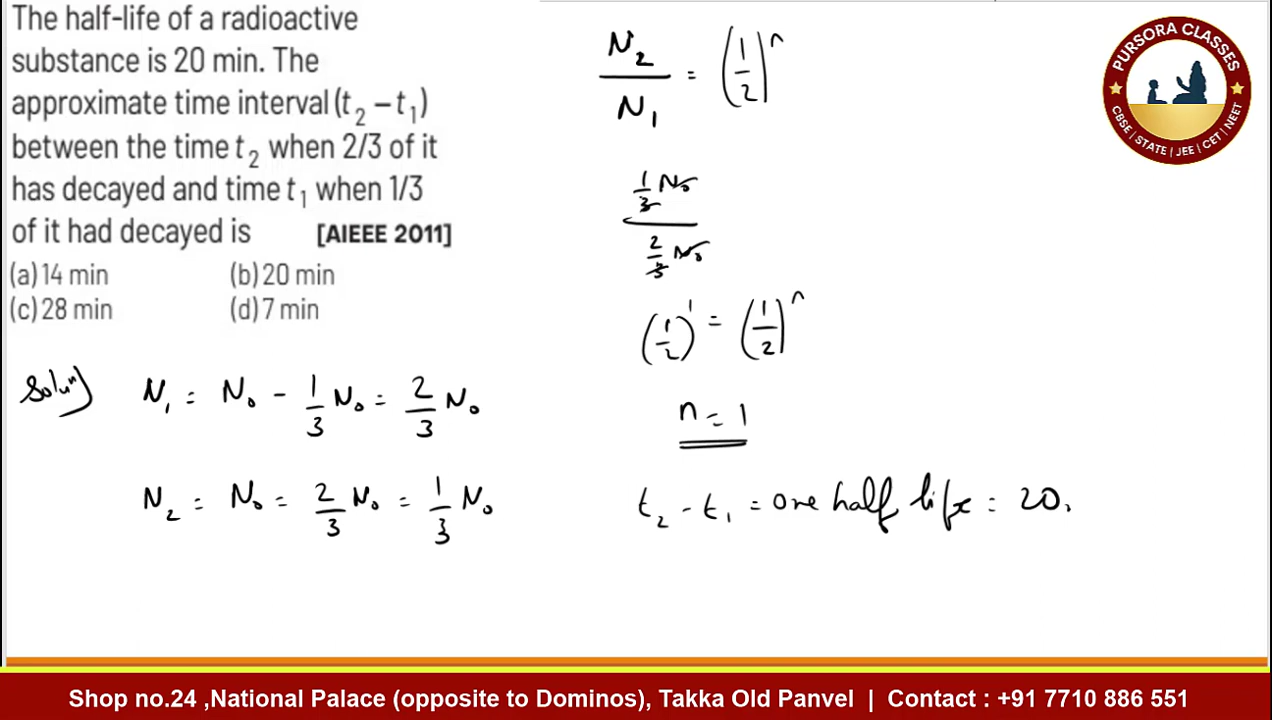 The half-life of a radioactive
substance is 20 min. The
approximate time interval (t₂ – t₁)
between the time t₂ when 2/3 of it
has decayed and time t₁ when 1/3
of it had decayed is [AIEEE 2011]
(a) 14 min (b) 20 min
(c) 28 min (d) 7 min
Soluⁿ) N₁ = N₀ - 1/3 N₀ = 2/3 N₀
N₂ = N₀ = 2/3 N₀ = 1/3 N₀
N₂/N₁ = (1/2)ⁿ
1/3 N₀
2/3 N₀
(1/2)¹ = (1/2)ⁿ
n = 1
t₂ - t₁ = one half life = 20.
PURSORA CLASSES
CBSE | STATE | JEE | CET | NEET
Shop no.24 ,National Palace (opposite to Dominos), Takka Old Panvel | Contact : +91 7710 886 551